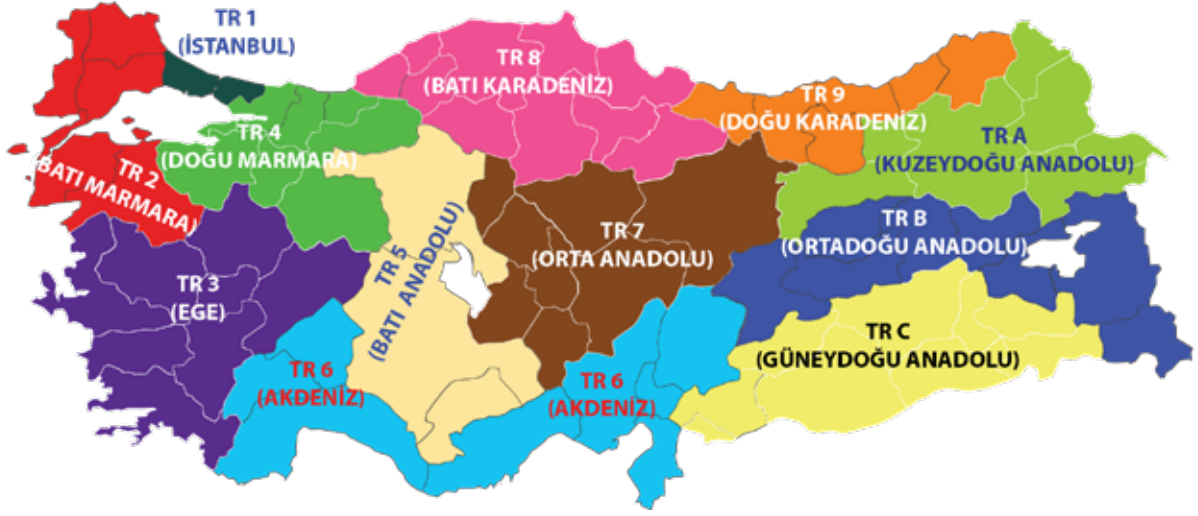 TR 1
(İSTANBUL)
TR 8
(BATI KARADENİZ)
TR 9
(DOĞU KARADENİZ)
TR A
(KUZEYDOĞU ANADOLU)
TR 4
(DOĞU MARMARA)
TR 2
(BATI MARMARA)
TR B
(ORTADOĞU ANADOLU)
TR 7
(ORTA ANADOLU)
TR 5
(BATI ANADOLU)
TR 3
(EGE)
TR C
(GÜNEYDOĞU ANADOLU)
TR 6
(AKDENİZ)
TR 6
(AKDENİZ)